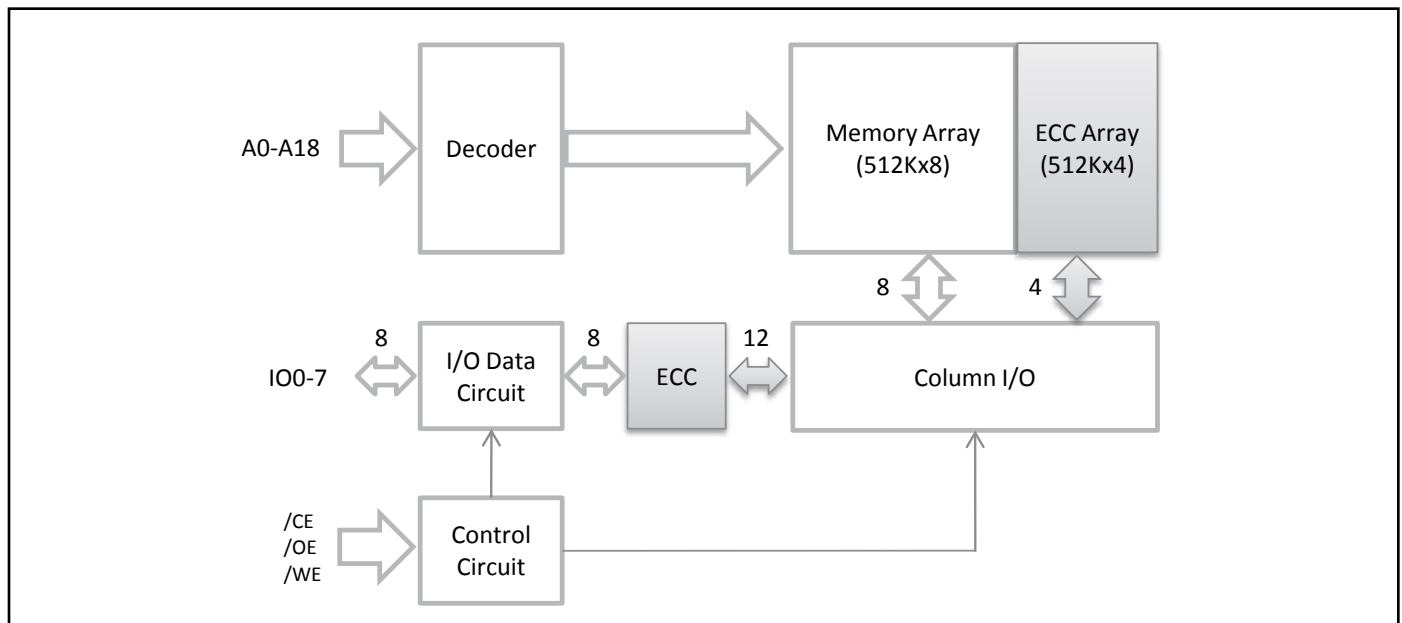 A0-A18
Decoder
Memory Array
(512Kx8)
ECC Array
(512Kx4)
8
4
IO0-7
8
I/O Data
Circuit
8
ECC
12
Column I/O
/CE
/OE
/WE
Control
Circuit